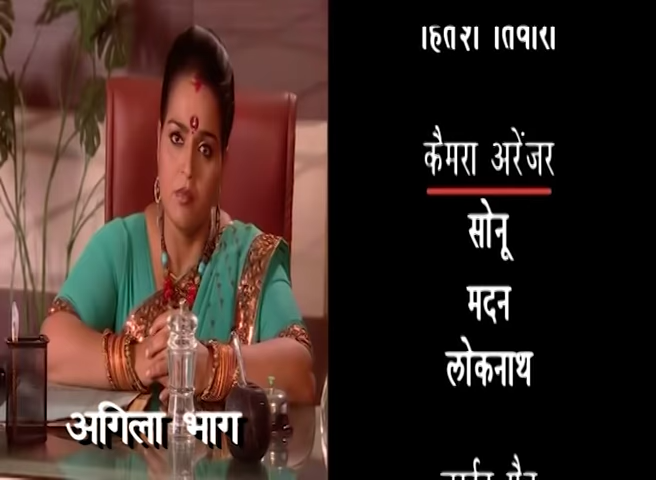 हितेश तिवारी
कैमरा अरेंजर
सोनू
मदन
लोकनाथ
अगिला भाग